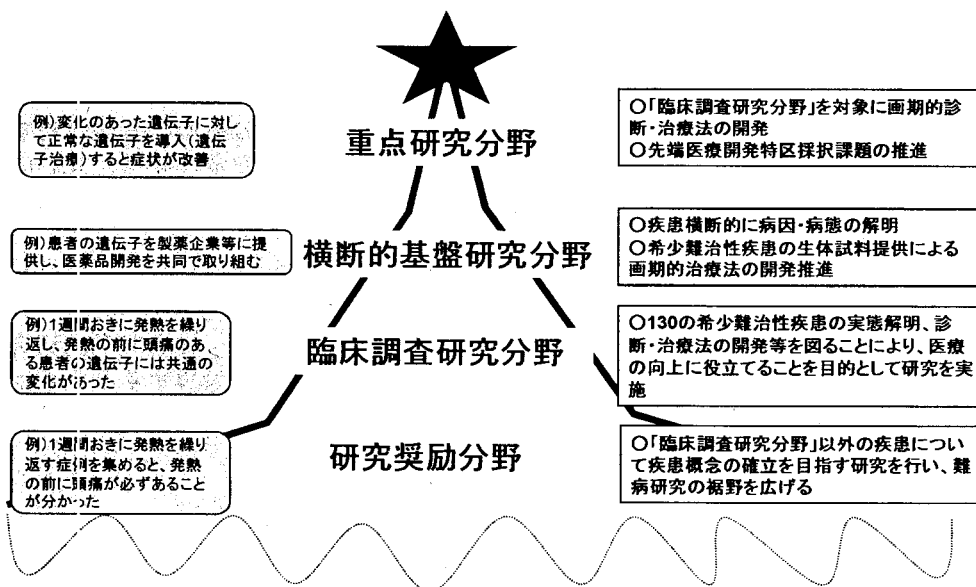 例)変化のあった遺伝子に対し
て正常な遺伝子を導入(遺伝
子治療)すると症状が改善
重点研究分野
○「臨床調査研究分野」を対象に画期的診
断・治療法の開発
○先端医療開発特区採択課題の推進
例)患者の遺伝子を製薬企業等に提
供し、医薬品開発を共同で取り組む
横断的基盤研究分野
○疾患横断的に病因・病態の解明
○希少難治性疾患の生体試料提供による
画期的治療法の開発推進
例)1週間おきに発熱を繰り
返し、発熱の前に頭痛のあ
る患者の遺伝子には共通の
変化があった
臨床調査研究分野
○130の希少難治性疾患の実態解明、診
断・治療法の開発等を図ることにより、医療
の向上に役立てることを目的として研究を実
施
例)1週間おきに発熱を繰り
返す症例を集めると、発熱
の前に頭痛が必ずあること
が分かった
研究奨励分野
○「臨床調査研究分野」以外の疾患につい
て疾患概念の確立を目指す研究を行い、難
病研究の裾野を広げる